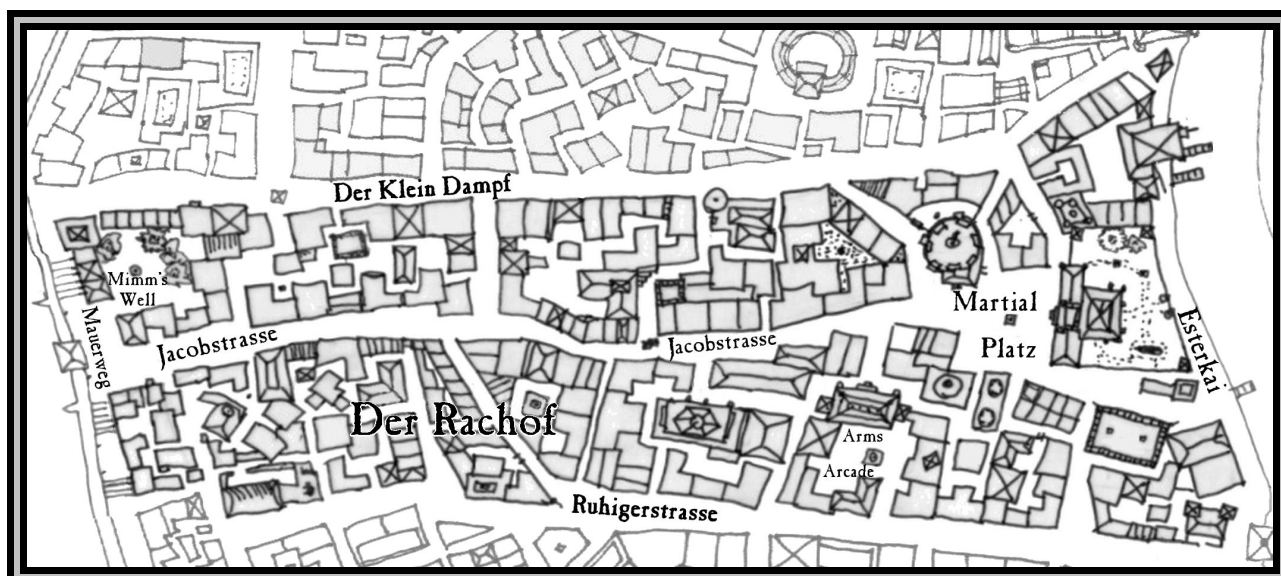 Der Klein Dampf
Mimm's
Well
Mauerweg
Jacobstrasse
Jacobstrasse
Martial
Platz
Esterkai
Der Rachof
Arms
Arcade
Ruhigerstrasse